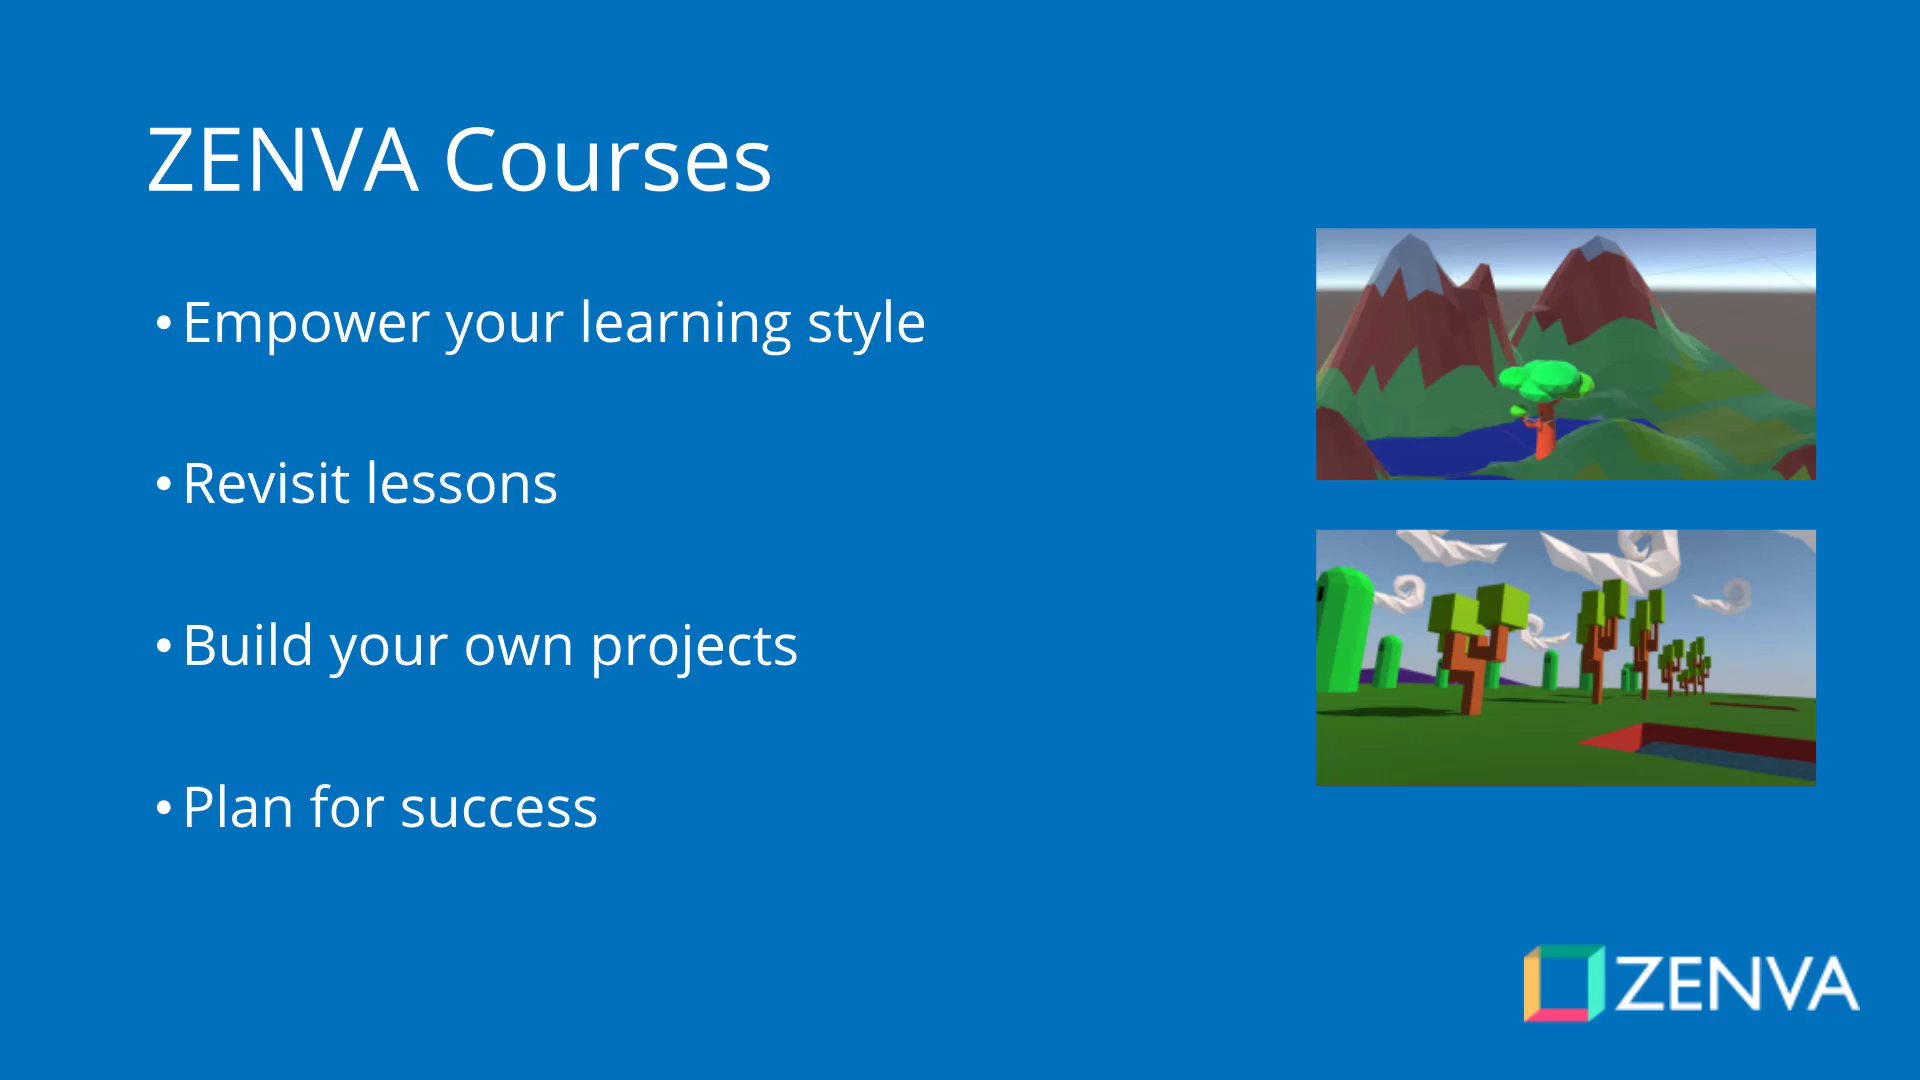 ZENVA Courses
• Empower your learning style
• Revisit lessons
• Build your own projects
• Plan for success
ZENVA